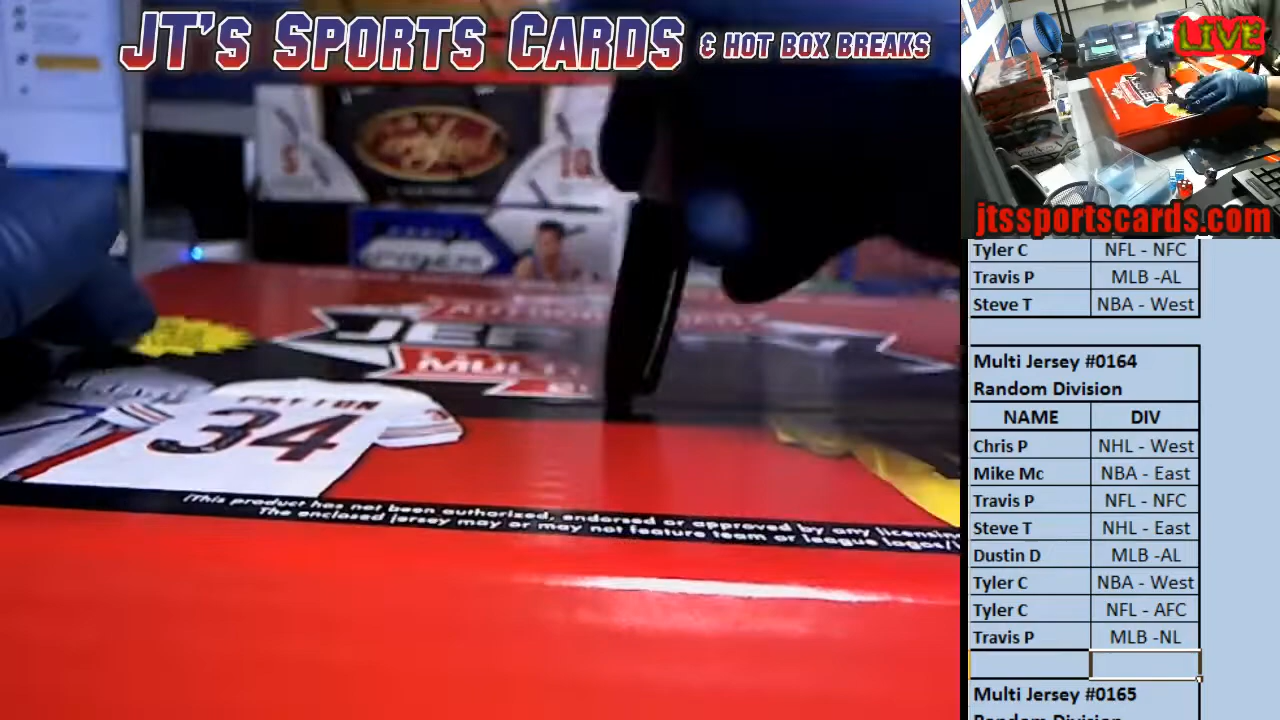 JT's Sports Cards & Hot Box Breaks
LIVE
jtssportscards.com
PAYTON
34
(This product has not been authorized, endorsed or approved by any
The enclosed jersey may or may not feature team or league logos/
Tyler C NFL - NFC
Travis P MLB -AL
Steve T NBA - West
Multi Jersey #0164
Random Division
NAME DIV
Chris P NHL - West
Mike Mc NBA - East
Travis P NFL - NFC
Steve T NHL - East
Dustin D MLB -AL
Tyler C NBA - West
Tyler C NFL - AFC
Travis P MLB -NL
Multi Jersey #0165
Random Division